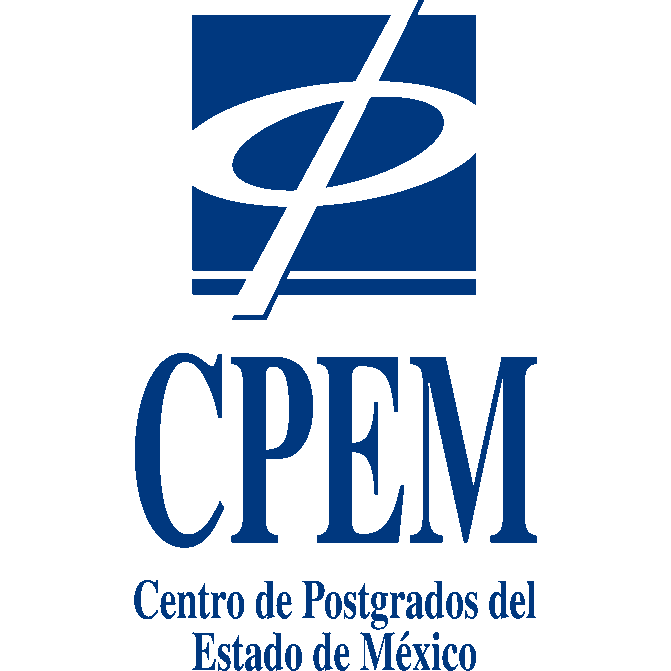 CPEM
Centro de Postgrados del
Estado de México